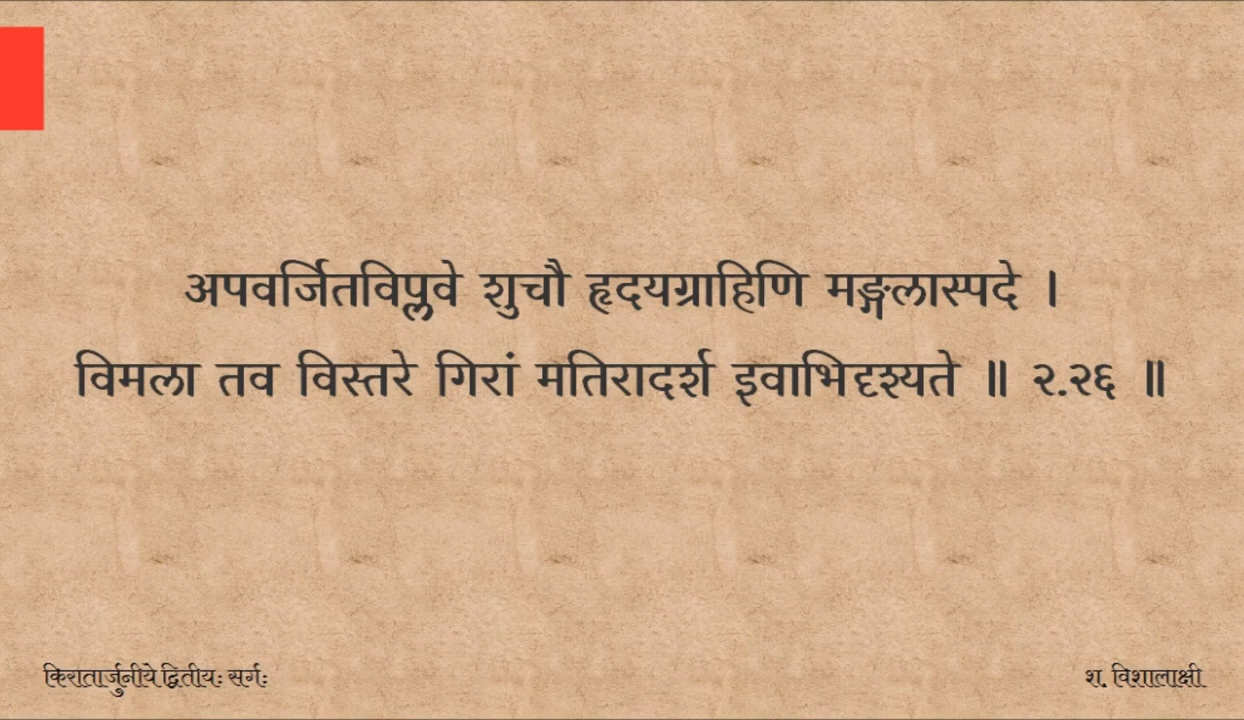 अपवर्जितविप्लवे शुचौ हृदयग्राहिणि मङ्गलास्पदे ।
विमला तव विस्तरे गिरां मतिरादर्श इवाभिदृश्यते ॥ २.२६ ॥
किरातार्जुनीये द्वितीयः सर्गः
श. विशालाक्षी